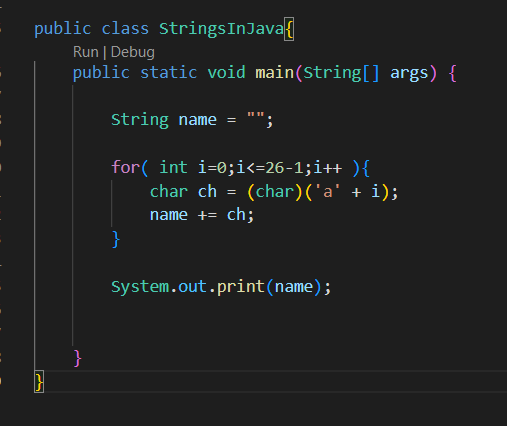 public class StringsInJava{
Run | Debug
public static void main(String[] args) {
String name = "";
for( int i=0;i<=26-1;i++ ){
char ch = (char)('a' + i);
name += ch;
}
System.out.print(name);
}
}